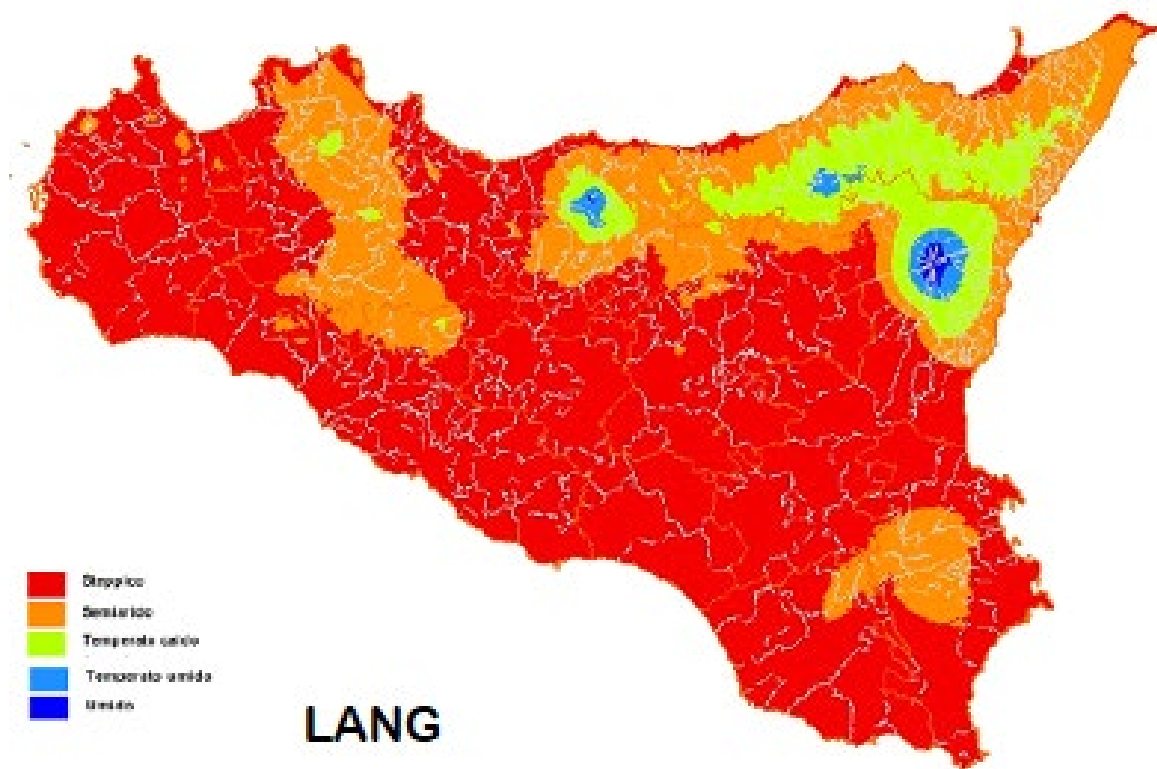 Steppico
Semiarido
Temperato caldo
Temperato umido
Umido
LANG